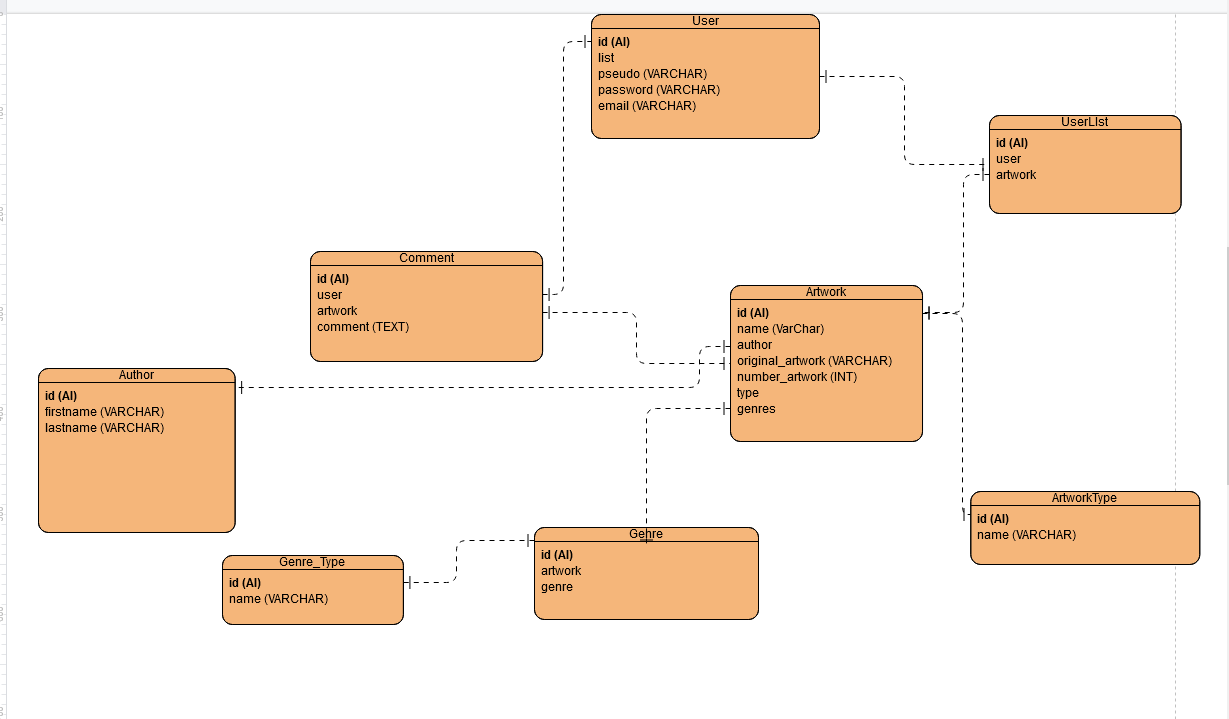 User
id (AI)
list
pseudo (VARCHAR)
password (VARCHAR)
email (VARCHAR)
UserLIst
id (AI)
user
artwork
Comment
id (AI)
user
artwork
comment (TEXT)
Artwork
id (AI)
name (VarChar)
author
original_artwork (VARCHAR)
number_artwork (INT)
type
genres
Author
id (AI)
firstname (VARCHAR)
lastname (VARCHAR)
ArtworkType
id (AI)
name (VARCHAR)
Genre
id (AI)
artwork
genre
Genre_Type
id (AI)
name (VARCHAR)